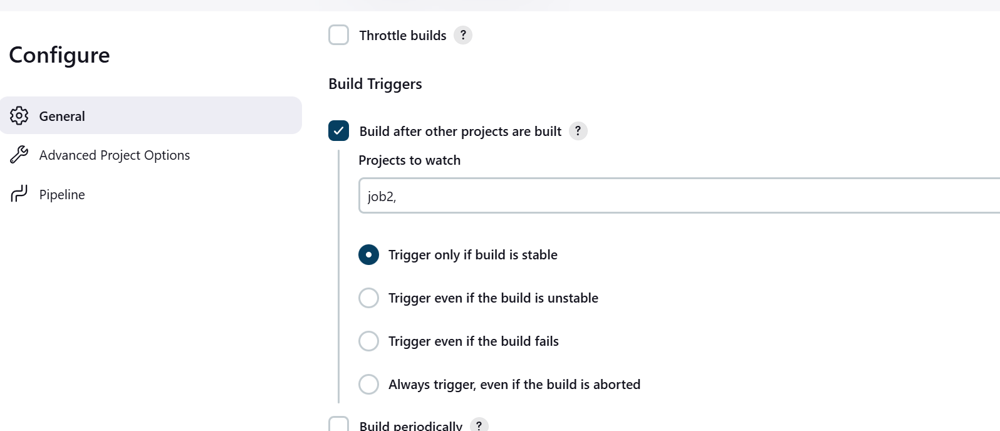 Configure
General
Advanced Project Options
Pipeline
Throttle builds ?
Build Triggers
Build after other projects are built ?
Projects to watch
job2,
Trigger only if build is stable
Trigger even if the build is unstable
Trigger even if the build fails
Always trigger, even if the build is aborted
Build periodically ?